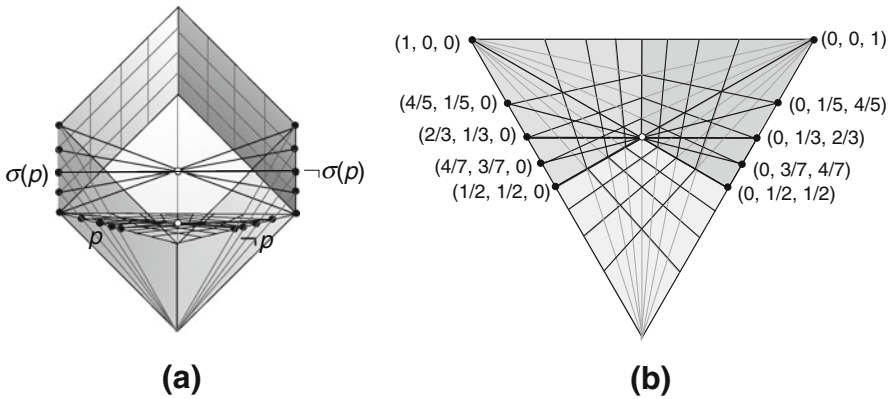 σ(p)
¬σ(p)
p
¬p
(a)
(1, 0, 0)
(0, 0, 1)
(4/5, 1/5, 0)
(0, 1/5, 4/5)
(2/3, 1/3, 0)
(0, 1/3, 2/3)
(4/7, 3/7, 0)
(0, 3/7, 4/7)
(1/2, 1/2, 0)
(0, 1/2, 1/2)
(b)